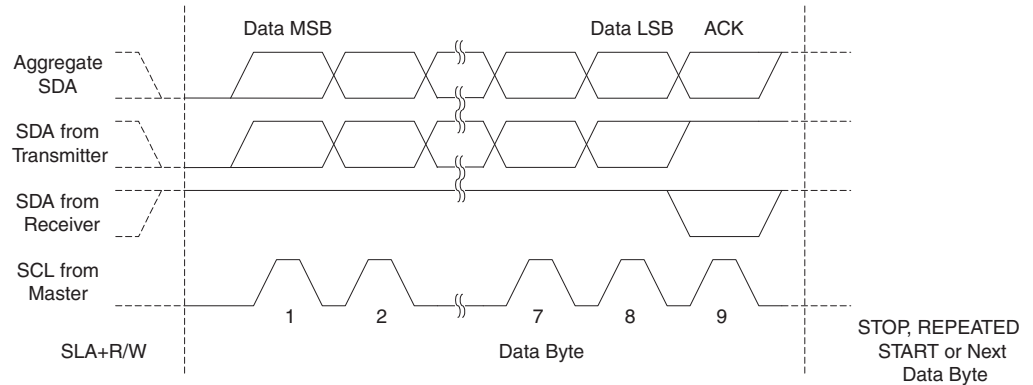 Data MSB
Data LSB
ACK
Aggregate
SDA
SDA from
Transmitter
SDA from
Receiver
SCL from
Master
1
2
7
8
9
SLA+R/W
Data Byte
STOP, REPEATED
START or Next
Data Byte